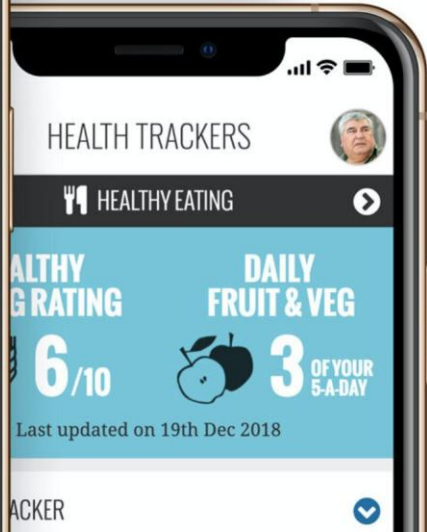 HEALTH TRACKERS
HEALTHY EATING
ALTHY
G RATING
6/10
DAILY
FRUIT & VEG
3 OF YOUR
5-A-DAY
Last updated on 19th Dec 2018
ACKER